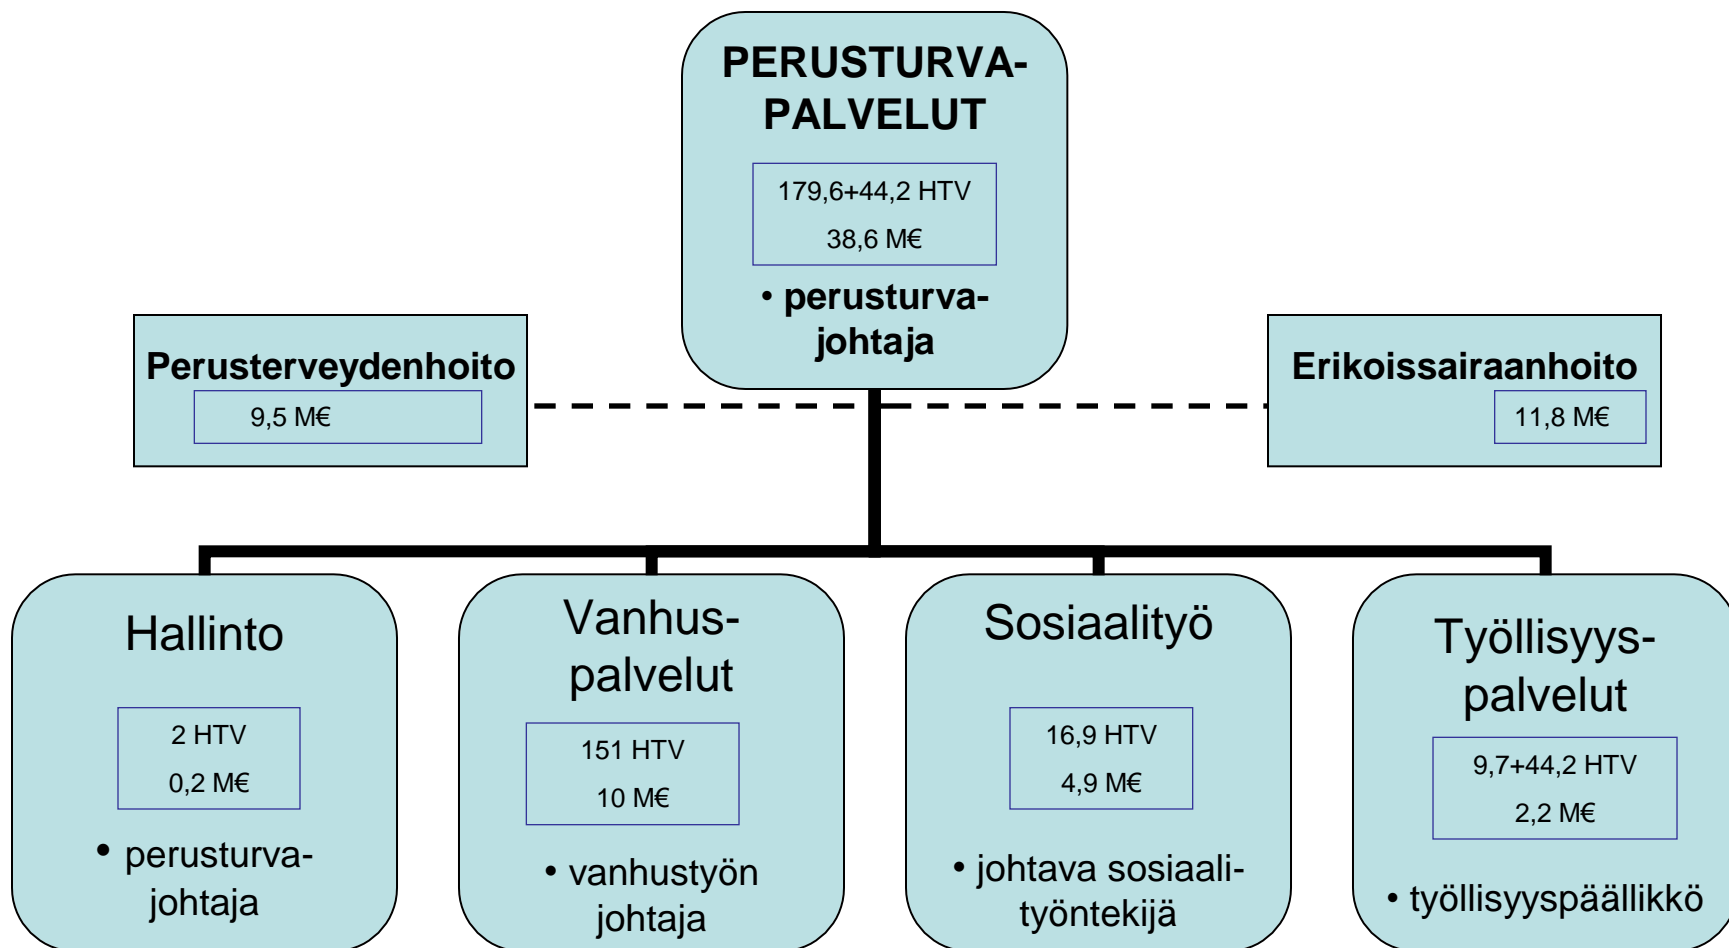 PERUSTURVA-
PALVELUT
179,6+44,2 HTV
38,6 M€
• perusturva-
johtaja
Perusterveydenhoito
9,5 M€
Erikoissairaanhoito
11,8 M€
Hallinto
2 HTV
0,2 M€
• perusturva-
johtaja
Vanhus-
palvelut
151 HTV
10 M€
• vanhustyön
johtaja
Sosiaalityö
16,9 HTV
4,9 M€
• johtava sosiaali-
työntekijä
Työllisyys-
palvelut
9,7+44,2 HTV
2,2 M€
• työllisyyspäällikkö